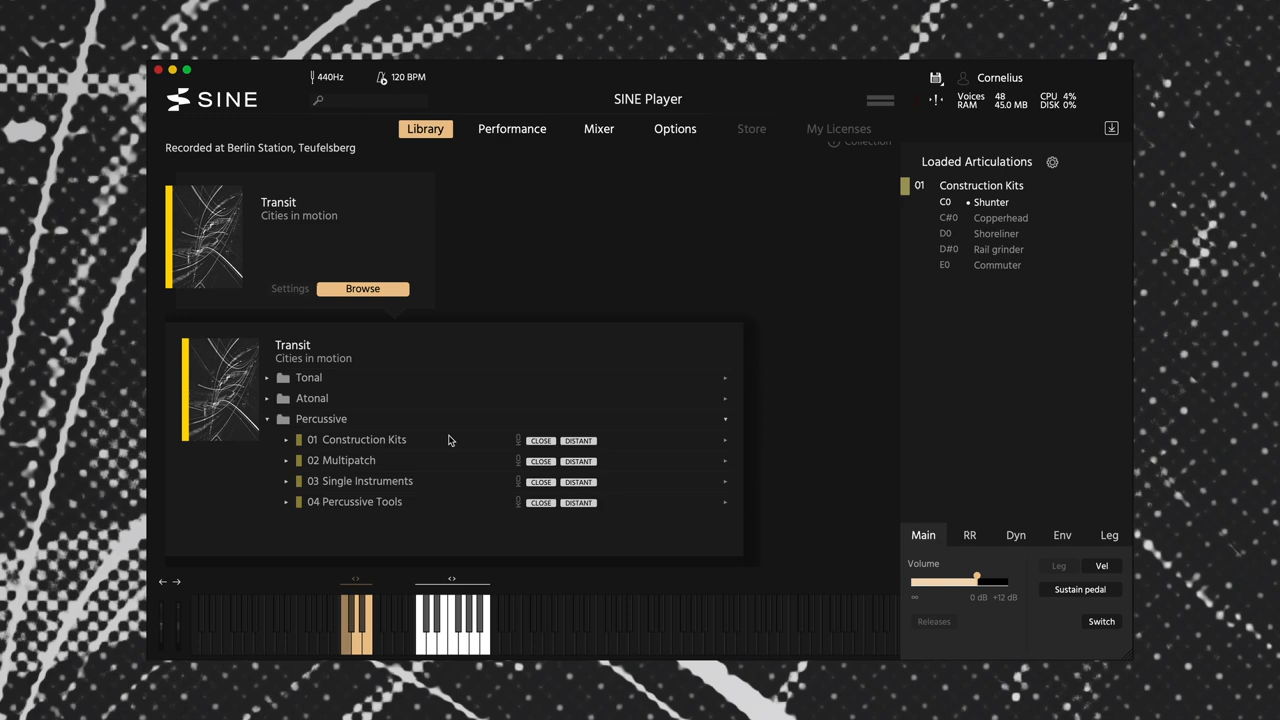 440Hz
120 BPM
Cornelius
SINE
SINE Player
Voices 48 CPU 4%
RAM 45.0 MB DISK 0%
Library Performance Mixer Options Store My Licenses
Collection
Recorded at Berlin Station, Teufelsberg
Transit
Cities in motion
Settings Browse
Transit
Cities in motion
Tonal
Atonal
Percussive
01 Construction Kits CLOSE DISTANT
02 Multipatch CLOSE DISTANT
03 Single Instruments CLOSE DISTANT
04 Percussive Tools CLOSE DISTANT
Loaded Articulations
01 Construction Kits
C0 • Shunter
C#0 Copperhead
D0 Shoreliner
D#0 Rail grinder
E0 Commuter
Main RR Dyn Env Leg
Volume
Leg Vel
Sustain pedal
∞ 0 dB +12 dB
Releases
Switch